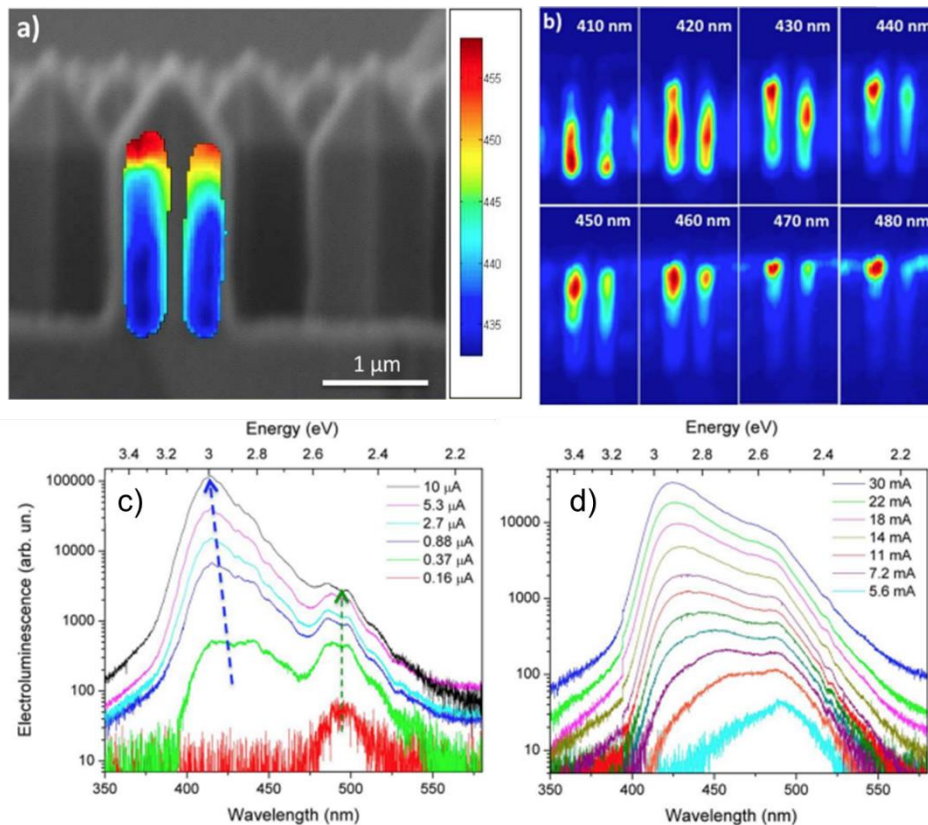 a)
455
450
445
440
435
1 µm
b)
410 nm
420 nm
430 nm
440 nm
450 nm
460 nm
470 nm
480 nm
Energy (eV)
3.4 3.2 3 2.8 2.6 2.4 2.2
c)
100000
10000
1000
100
10
Electroluminescence (arb. un.)
10 µA
5.3 µA
2.7 µA
0.88 µA
0.37 µA
0.16 µA
350 400 450 500 550
Wavelength (nm)
Energy (eV)
3.4 3.2 3 2.8 2.6 2.4 2.2
d)
10000
1000
100
10
30 mA
22 mA
18 mA
14 mA
11 mA
7.2 mA
5.6 mA
350 400 450 500 550
Wavelength (nm)